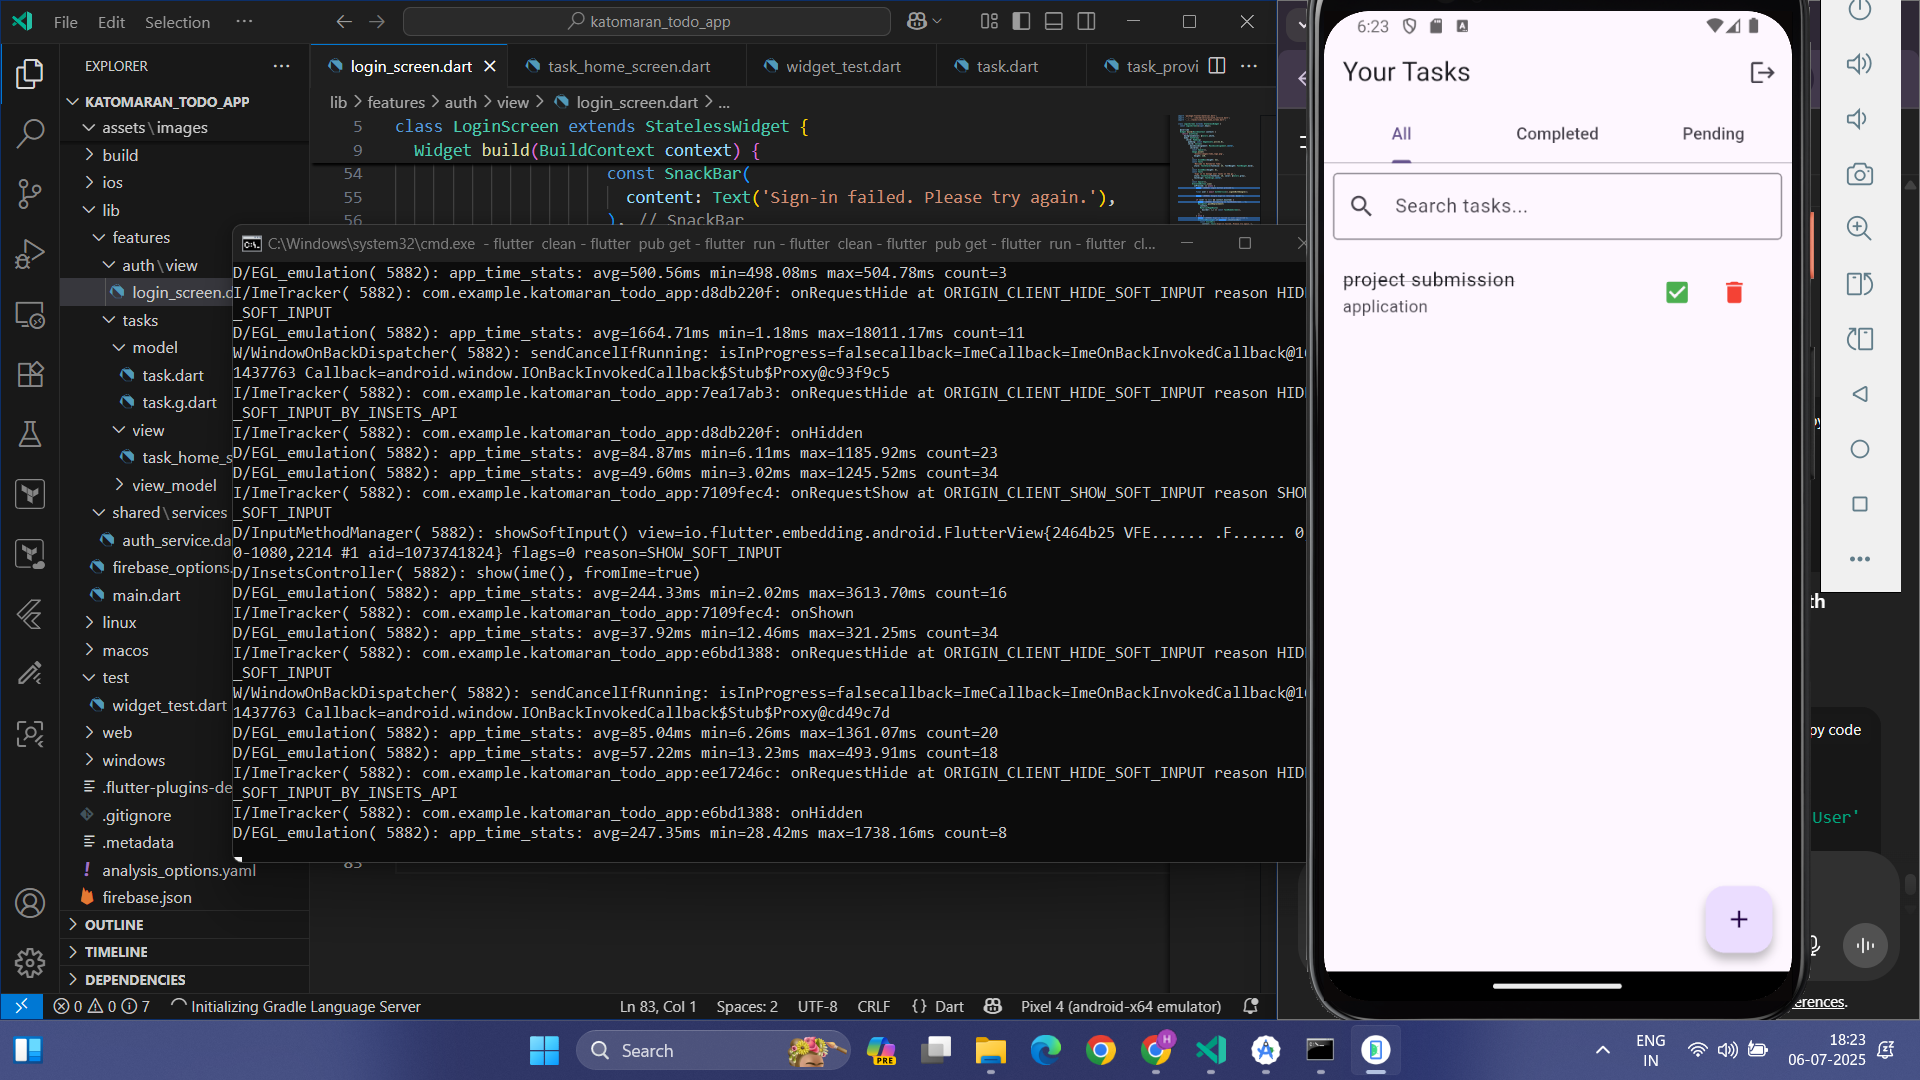 File Edit Selection ···
katomaran_todo_app
EXPLORER ···
KATOMARAN_TODO_APP
assets\images
build
ios
lib
features
auth\view
login_screen.d
tasks
model
task.dart
task.g.dart
view
task_home_s
view_model
shared\services
auth_service.da
firebase_options.
main.dart
linux
macos
test
widget_test.dart
web
windows
.flutter-plugins-de
.gitignore
.metadata
analysis_options.yaml
firebase.json
OUTLINE
TIMELINE
DEPENDENCIES
login_screen.dart task_home_screen.dart widget_test.dart task.dart task_provi ···
lib > features > auth > view > login_screen.dart > ...
5 class LoginScreen extends StatelessWidget {
9 Widget build(BuildContext context) {
54 const SnackBar(
55 content: Text('Sign-in failed. Please try again.'),
56 ), // SnackBar
83
C:\Windows\system32\cmd.exe - flutter clean - flutter pub get - flutter run - flutter clean - flutter pub get - flutter run - flutter cl...
D/EGL_emulation( 5882): app_time_stats: avg=500.56ms min=498.08ms max=504.78ms count=3
I/ImeTracker( 5882): com.example.katomaran_todo_app:d8db220f: onRequestHide at ORIGIN_CLIENT_HIDE_SOFT_INPUT reason HIDE
_SOFT_INPUT
D/EGL_emulation( 5882): app_time_stats: avg=1664.71ms min=1.18ms max=18011.17ms count=11
W/WindowOnBackDispatcher( 5882): sendCancelIfRunning: isInProgress=falsecallback=ImeCallback=ImeOnBackInvokedCallback@16
1437763 Callback=android.window.IOnBackInvokedCallback$Stub$Proxy@c93f9c5
I/ImeTracker( 5882): com.example.katomaran_todo_app:7ea17ab3: onRequestHide at ORIGIN_CLIENT_HIDE_SOFT_INPUT reason HIDE
_SOFT_INPUT_BY_INSETS_API
I/ImeTracker( 5882): com.example.katomaran_todo_app:d8db220f: onHidden
D/EGL_emulation( 5882): app_time_stats: avg=84.87ms min=6.11ms max=1185.92ms count=23
D/EGL_emulation( 5882): app_time_stats: avg=49.60ms min=3.02ms max=1245.52ms count=34
I/ImeTracker( 5882): com.example.katomaran_todo_app:7109fec4: onRequestShow at ORIGIN_CLIENT_SHOW_SOFT_INPUT reason SHOW
_SOFT_INPUT
D/InputMethodManager( 5882): showSoftInput() view=io.flutter.embedding.android.FlutterView{2464b25 VFE...... .F...... 0,
0-1080,2214 #1 aid=1073741824} flags=0 reason=SHOW_SOFT_INPUT
D/InsetsController( 5882): show(ime(), fromIme=true)
D/EGL_emulation( 5882): app_time_stats: avg=244.33ms min=2.02ms max=3613.70ms count=16
I/ImeTracker( 5882): com.example.katomaran_todo_app:7109fec4: onShown
D/EGL_emulation( 5882): app_time_stats: avg=37.92ms min=12.46ms max=321.25ms count=34
I/ImeTracker( 5882): com.example.katomaran_todo_app:e6bd1388: onRequestHide at ORIGIN_CLIENT_HIDE_SOFT_INPUT reason HIDE
_SOFT_INPUT
W/WindowOnBackDispatcher( 5882): sendCancelIfRunning: isInProgress=falsecallback=ImeCallback=ImeOnBackInvokedCallback@16
1437763 Callback=android.window.IOnBackInvokedCallback$Stub$Proxy@cd49c7d
D/EGL_emulation( 5882): app_time_stats: avg=85.04ms min=6.26ms max=1361.07ms count=20
D/EGL_emulation( 5882): app_time_stats: avg=57.22ms min=13.23ms max=493.91ms count=18
I/ImeTracker( 5882): com.example.katomaran_todo_app:ee17246c: onRequestHide at ORIGIN_CLIENT_HIDE_SOFT_INPUT reason HIDE
_SOFT_INPUT_BY_INSETS_API
I/ImeTracker( 5882): com.example.katomaran_todo_app:e6bd1388: onHidden
D/EGL_emulation( 5882): app_time_stats: avg=247.35ms min=28.42ms max=1738.16ms count=8
6:23
Your Tasks
All Completed Pending
Search tasks...
project submission
application
+
th
py code
User'
erences.
0 0 7 Initializing Gradle Language Server Ln 83, Col 1 Spaces: 2 UTF-8 CRLF {} Dart Pixel 4 (android-x64 emulator)
Search
PRE
H
ENG
IN
18:23
06-07-2025